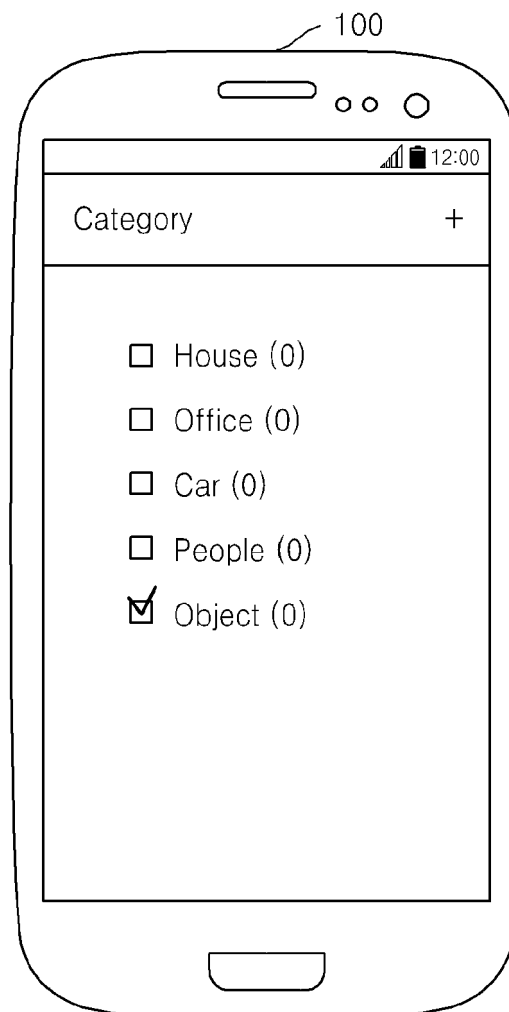 100
12:00
Category +
House (0)
Office (0)
Car (0)
People (0)
Object (0)